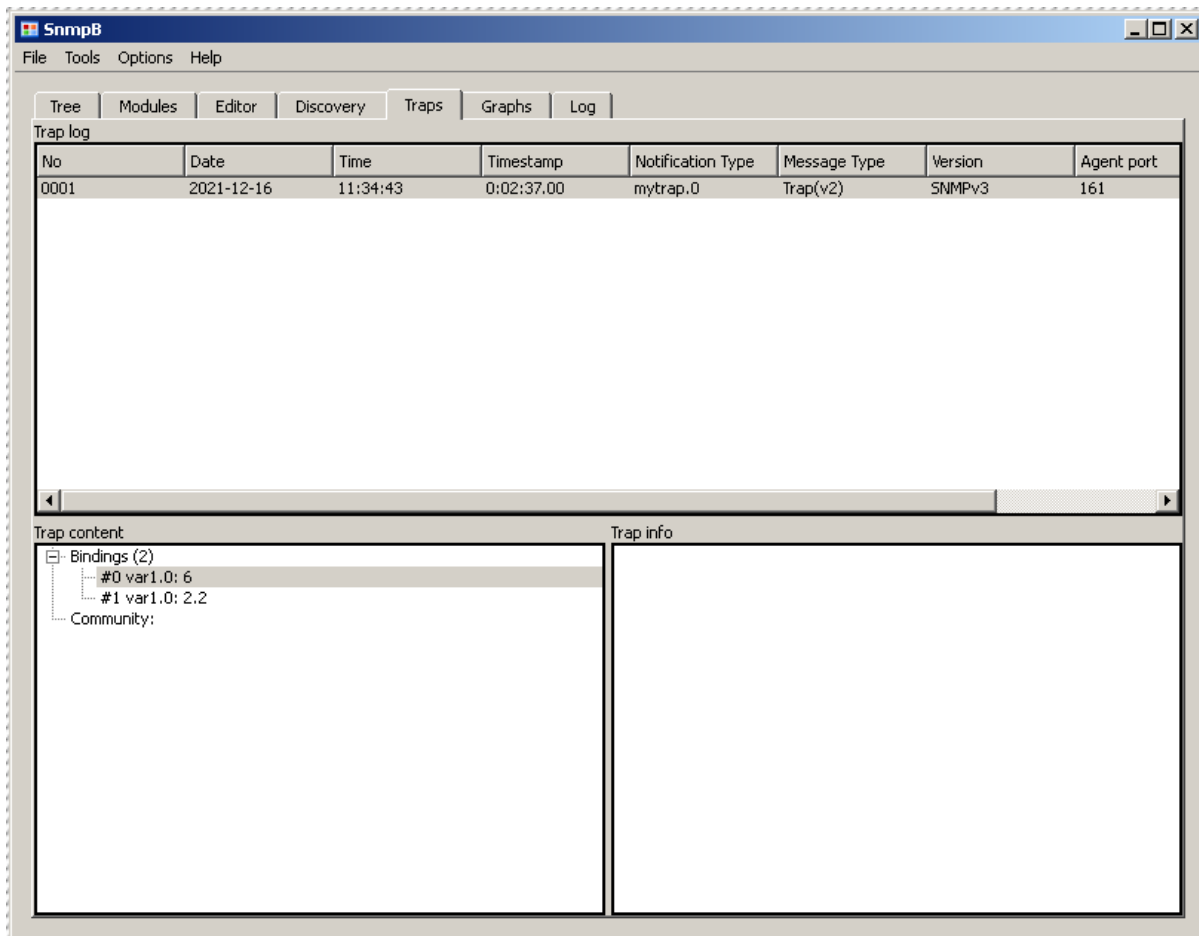 SnmpB
File Tools Options Help
Tree Modules Editor Discovery Traps Graphs Log
Trap log
No Date Time Timestamp Notification Type Message Type Version Agent port
0001 2021-12-16 11:34:43 0:02:37.00 mytrap.0 Trap(v2) SNMPv3 161
Trap content Trap info
Bindings (2)
#0 var1.0: 6
#1 var1.0: 2.2
Community: